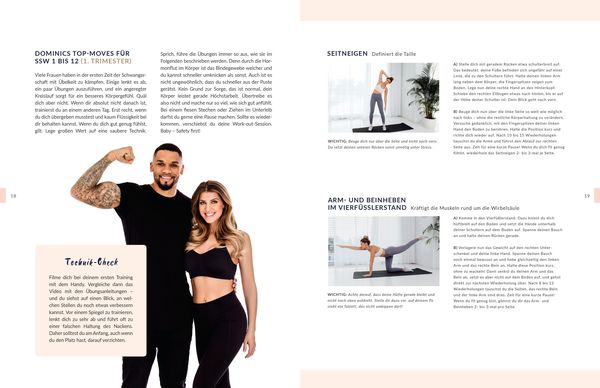 DOMINICS TOP-MOVES FÜR
SSW 1 BIS 12 (1. TRIMESTER)
Viele Frauen haben in der ersten Zeit der Schwanger-
schaft mit Übelkeit zu kämpfen. Einige lenkt es ab,
ein paar Übungen auszuführen, und ein angeregter
Kreislauf sorgt für ein besseres Körpergefühl. Quäl
dich aber nicht. Wenn dir absolut nicht danach ist,
trainierst du an einem anderen Tag. Erst recht, wenn
du dich übergeben musstest und kaum Flüssigkeit bei
dir behalten kannst. Wenn du dich gut genug fühlst,
gilt: Lege großen Wert auf eine saubere Technik.
Sprich, führe die Übungen immer so aus, wie sie im
Folgenden beschrieben werden. Denn durch die Hor-
monflut im Körper ist das Bindegewebe weicher und
du kannst schneller umknicken als sonst. Auch ist es
nicht ungewöhnlich, dass du schneller aus der Puste
gerätst. Kein Grund zur Sorge, das ist normal, dein
Körper leistet gerade Höchstarbeit. Übertreibe es
also nicht und mache nur so viel, wie sich gut anfühlt.
Bei einem fiesen Stechen oder Ziehen im Unterleib
darfst du gerne eine Pause machen. Sollte es wieder-
kommen, verschiebst du deine Work-out-Session.
Baby – Safety first!
58
Technik-Check
Filme dich bei deinem ersten Training
mit dem Handy. Vergleiche dann das
Video mit den Übungsanleitungen –
und du siehst auf einen Blick, an wel-
chen Stellen du noch etwas verbessern
kannst. Vor einem Spiegel zu trainieren,
lenkt dich zu sehr ab und führt oft zu
einer falschen Haltung des Nackens.
Daher solltest du am Anfang, auch wenn
du den Platz hast, darauf verzichten.
SEITNEIGEN Definiert die Taille
A) Stelle dich mit geradem Rücken etwas schulterbreit auf.
Das bedeutet, deine Füße befinden sich ungefähr auf einer
Linie, die zu den Schultern führt. Halte deinen linken Arm
lang neben dem Körper, die Fingerspitzen zeigen zum
Boden. Lege nun deine rechte Hand an den Hinterkopf.
Schiebe den rechten Ellbogen etwas nach hinten, bis er auf
der Höhe deiner Schulter ist. Dein Blick geht nach vorn.
B) Beuge dich nun über die linke Seite so weit wie möglich
nach links – ohne die restliche Körperhaltung zu verändern.
Versuche gedanklich, mit den Fingerspitzen deiner linken
Hand den Boden zu berühren. Halte die Position kurz und
richte dich wieder auf. Nach 10 bis 15 Wiederholungen
tauschst du die Arme und führst den Ablauf zur rechten
Seite aus. Zeit für eine kurze Pause! Wenn du dich fit genug
fühlst, wiederhole das Seitneigen 2- bis 3-mal je Seite.
WICHTIG: Beuge dich nur über die Seite und nicht nach vorn.
Du setzt deinen unteren Rücken sonst unnötig unter Stress.
59
ARM- UND BEINHEBEN
IM VIERFÜSSLERSTAND Kräftigt die Muskeln rund um die Wirbelsäule
A) Komme in den Vierfüßlerstand. Dazu kniest du dich
hüftbreit auf den Boden und setzt die Hände unterhalb
deiner Schultern auf dem Boden auf. Spanne deinen Bauch
an und halte deinen Rücken gerade.
B) Verlagere nun das Gewicht auf den rechten Unter-
schenkel und deine linke Hand. Spanne deinen Bauch
noch einmal bewusst an und hebe gleichzeitig den linken
Arm und das rechte Bein an. Halte diese Position kurz,
ohne zu wackeln! Dann senkst du deinen Arm und das
Bein ab, setzt es aber nicht auf dem Boden auf, und gehst
direkt zur nächsten Wiederholung über. Nach 8 bis 12
Wiederholungen tauschst du die Seiten, das rechte Bein
und der linke Arm sind dran. Zeit für eine kurze Pause!
Wenn du fit genug bist, gönnst du dir das Arm- und
Beinheben 2- bis 3-mal pro Seite.
WICHTIG: Achte darauf, dass deine Hüfte gerade bleibt und
nicht nach oben wegkippt. Stelle dir dazu vor, auf deinem Po
steht ein Tablett, das nicht umkippen darf!